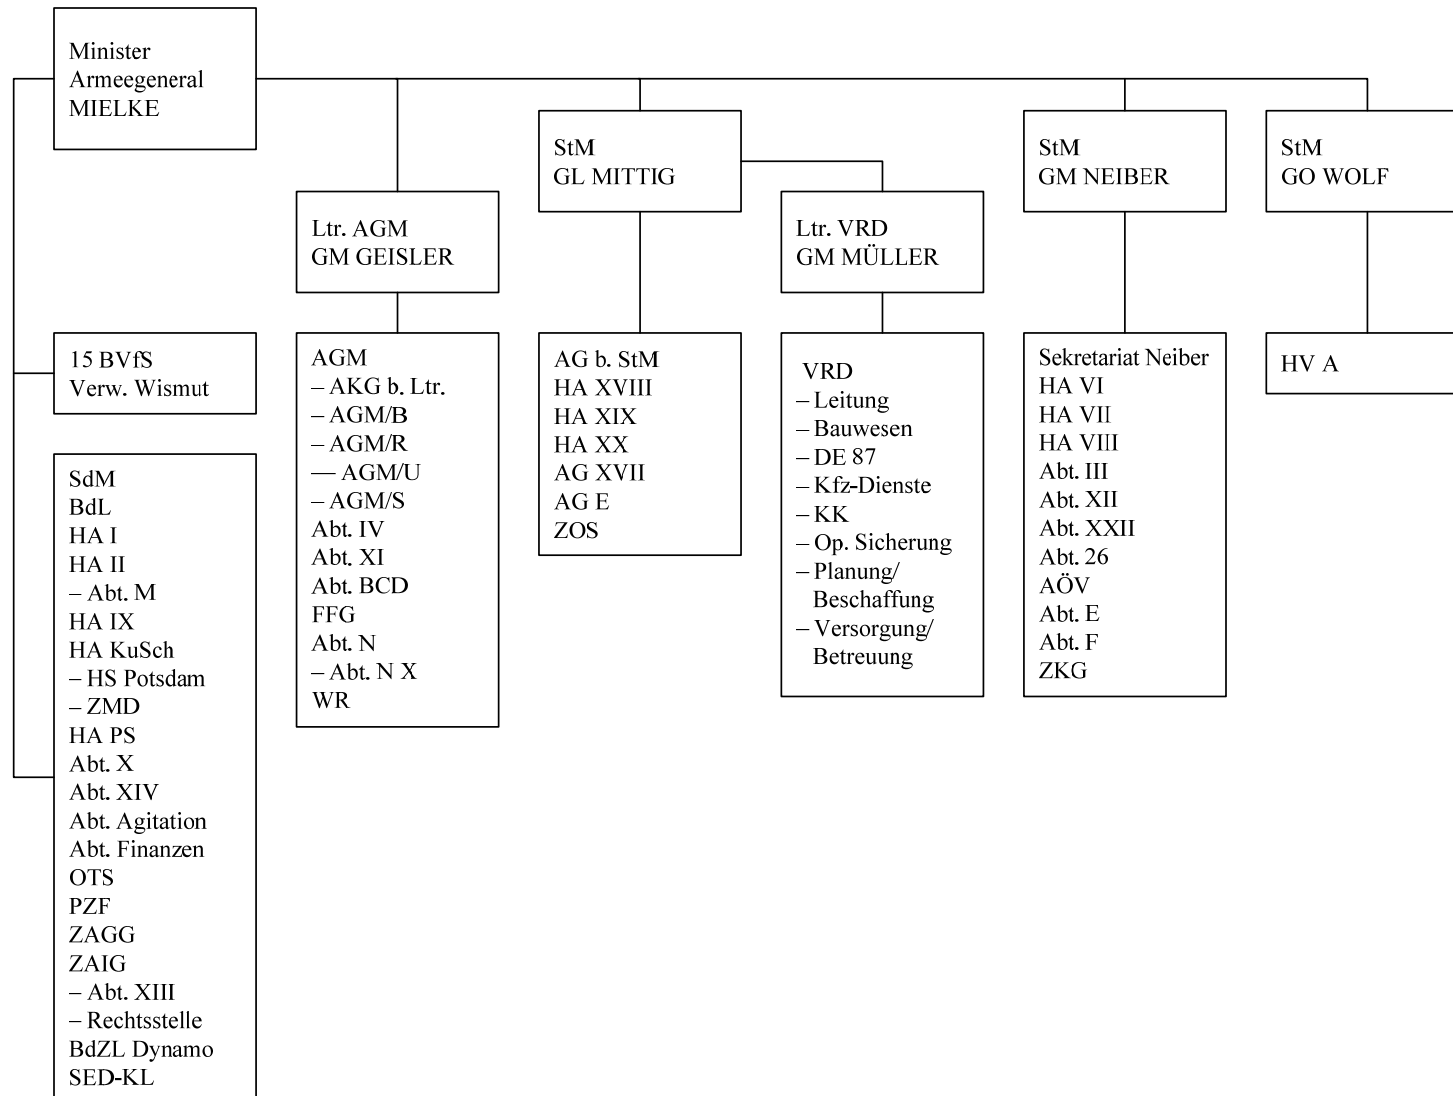 Minister
Armeegeneral
MIELKE
StM
GL MITTIG
StM
GM NEIBER
StM
GO WOLF
Ltr. AGM
GM GEISLER
Ltr. VRD
GM MÜLLER
15 BVfS
Verw. Wismut
SdM
BdL
HA I
HA II
– Abt. M
HA IX
HA KuSch
– HS Potsdam
– ZMD
HA PS
Abt. X
Abt. XIV
Abt. Agitation
Abt. Finanzen
OTS
PZF
ZAGG
ZAIG
– Abt. XIII
– Rechtsstelle
BdZL Dynamo
SED-KL
AGM
– AKG b. Ltr.
– AGM/B
– AGM/R
— AGM/U
– AGM/S
Abt. IV
Abt. XI
Abt. BCD
FFG
Abt. N
– Abt. N X
WR
AG b. StM
HA XVIII
HA XIX
HA XX
AG XVII
AG E
ZOS
VRD
– Leitung
– Bauwesen
– DE 87
– Kfz-Dienste
– KK
– Op. Sicherung
– Planung/
Beschaffung
– Versorgung/
Betreuung
Sekretariat Neiber
HA VI
HA VII
HA VIII
Abt. III
Abt. XII
Abt. XXII
Abt. 26
AÖV
Abt. E
Abt. F
ZKG
HV A